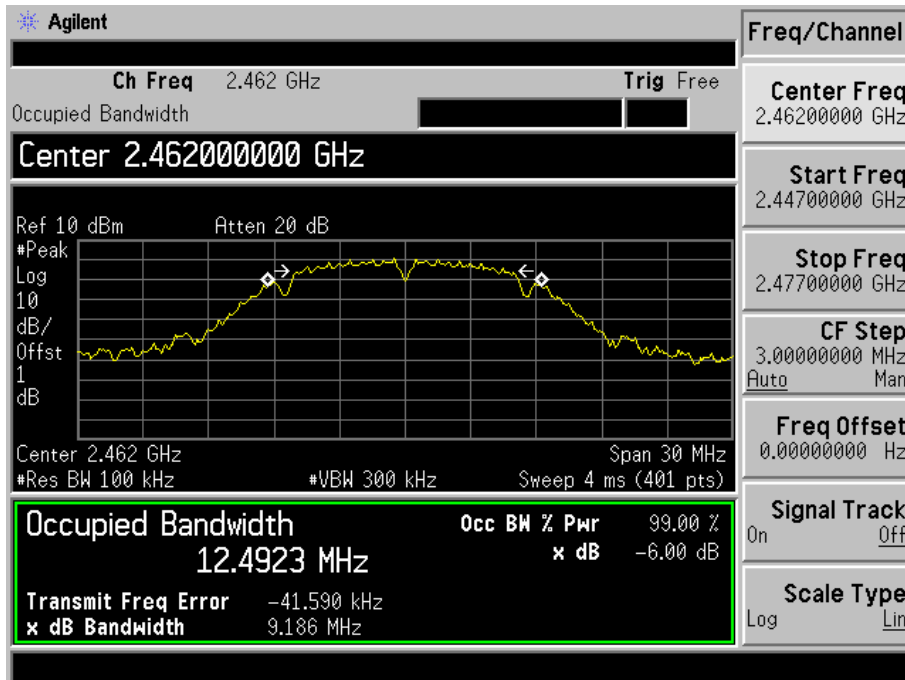 Agilent
Freq/Channel
Ch Freq 2.462 GHz Trig Free
Occupied Bandwidth
Center 2.462000000 GHz
Ref 10 dBm Atten 20 dB
#Peak
Log
10
dB/
Offst
1
dB
Center 2.462 GHz Span 30 MHz
#Res BW 100 kHz #VBW 300 kHz Sweep 4 ms (401 pts)
Occupied Bandwidth
12.4923 MHz
Occ BW % Pwr 99.00 %
x dB -6.00 dB
Transmit Freq Error -41.590 kHz
x dB Bandwidth 9.186 MHz
Center Freq
2.46200000 GHz
Start Freq
2.44700000 GHz
Stop Freq
2.47700000 GHz
CF Step
3.00000000 MHz
Auto Man
Freq Offset
0.00000000 Hz
Signal Track
On Off
Scale Type
Log Lin